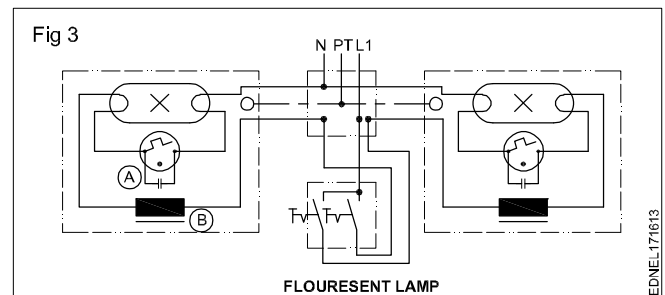 Fig 3
N PT L1
A
B
FLOURESENT LAMP
EDNEL171613